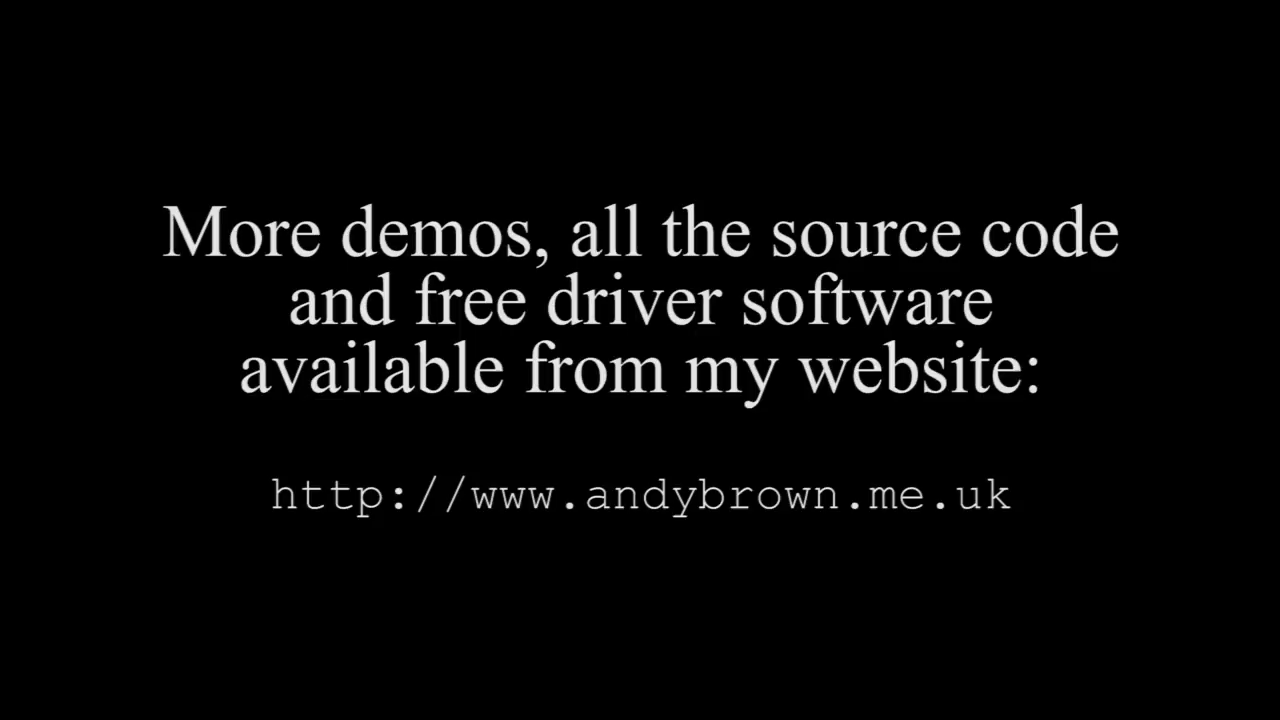 More demos, all the source code
and free driver software
available from my website:
http://www.andybrown.me.uk